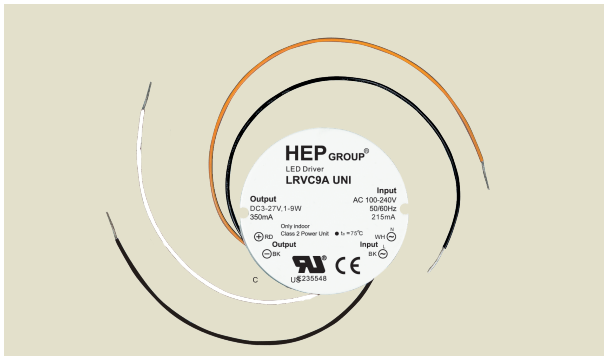 HEP GROUP®
LED Driver
LRVC9A UNI
Output
DC3-27V,1-9W
350mA
Input
AC 100-240V
50/60Hz
215mA
Only indoor
Class 2 Power Unit
tₐ =75℃
+ RD
Output
− BK
N
WH ~
Input
L
BK ~
C
US
E235548
CE